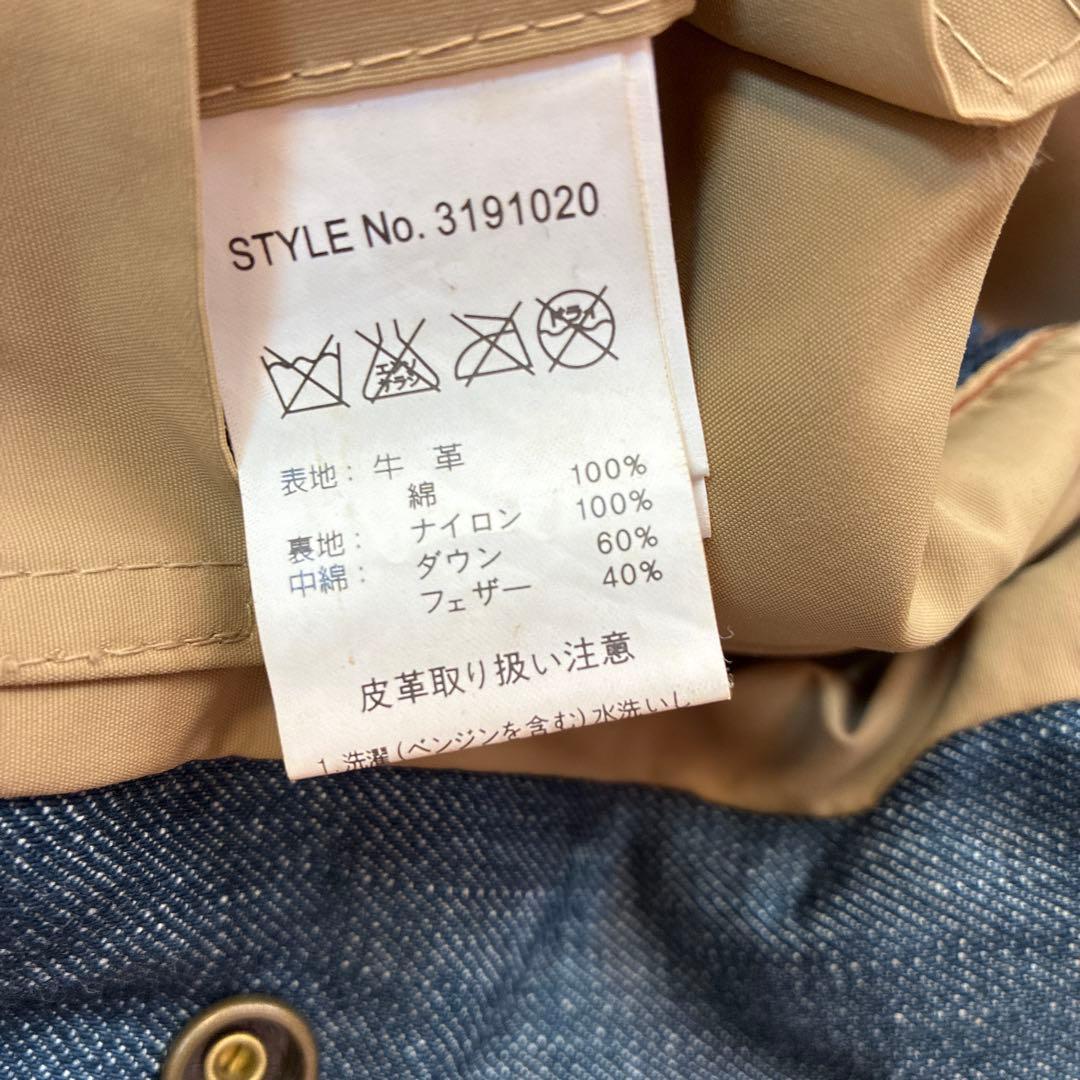 STYLE No. 3191020
エンソ
オラシ
ドライ
表地: 牛 革
綿 100%
裏地: ナイロン 100%
中綿: ダウン 60%
フェザー 40%
皮革取り扱い注意
1.洗濯(ベンジンを含む)水洗いし